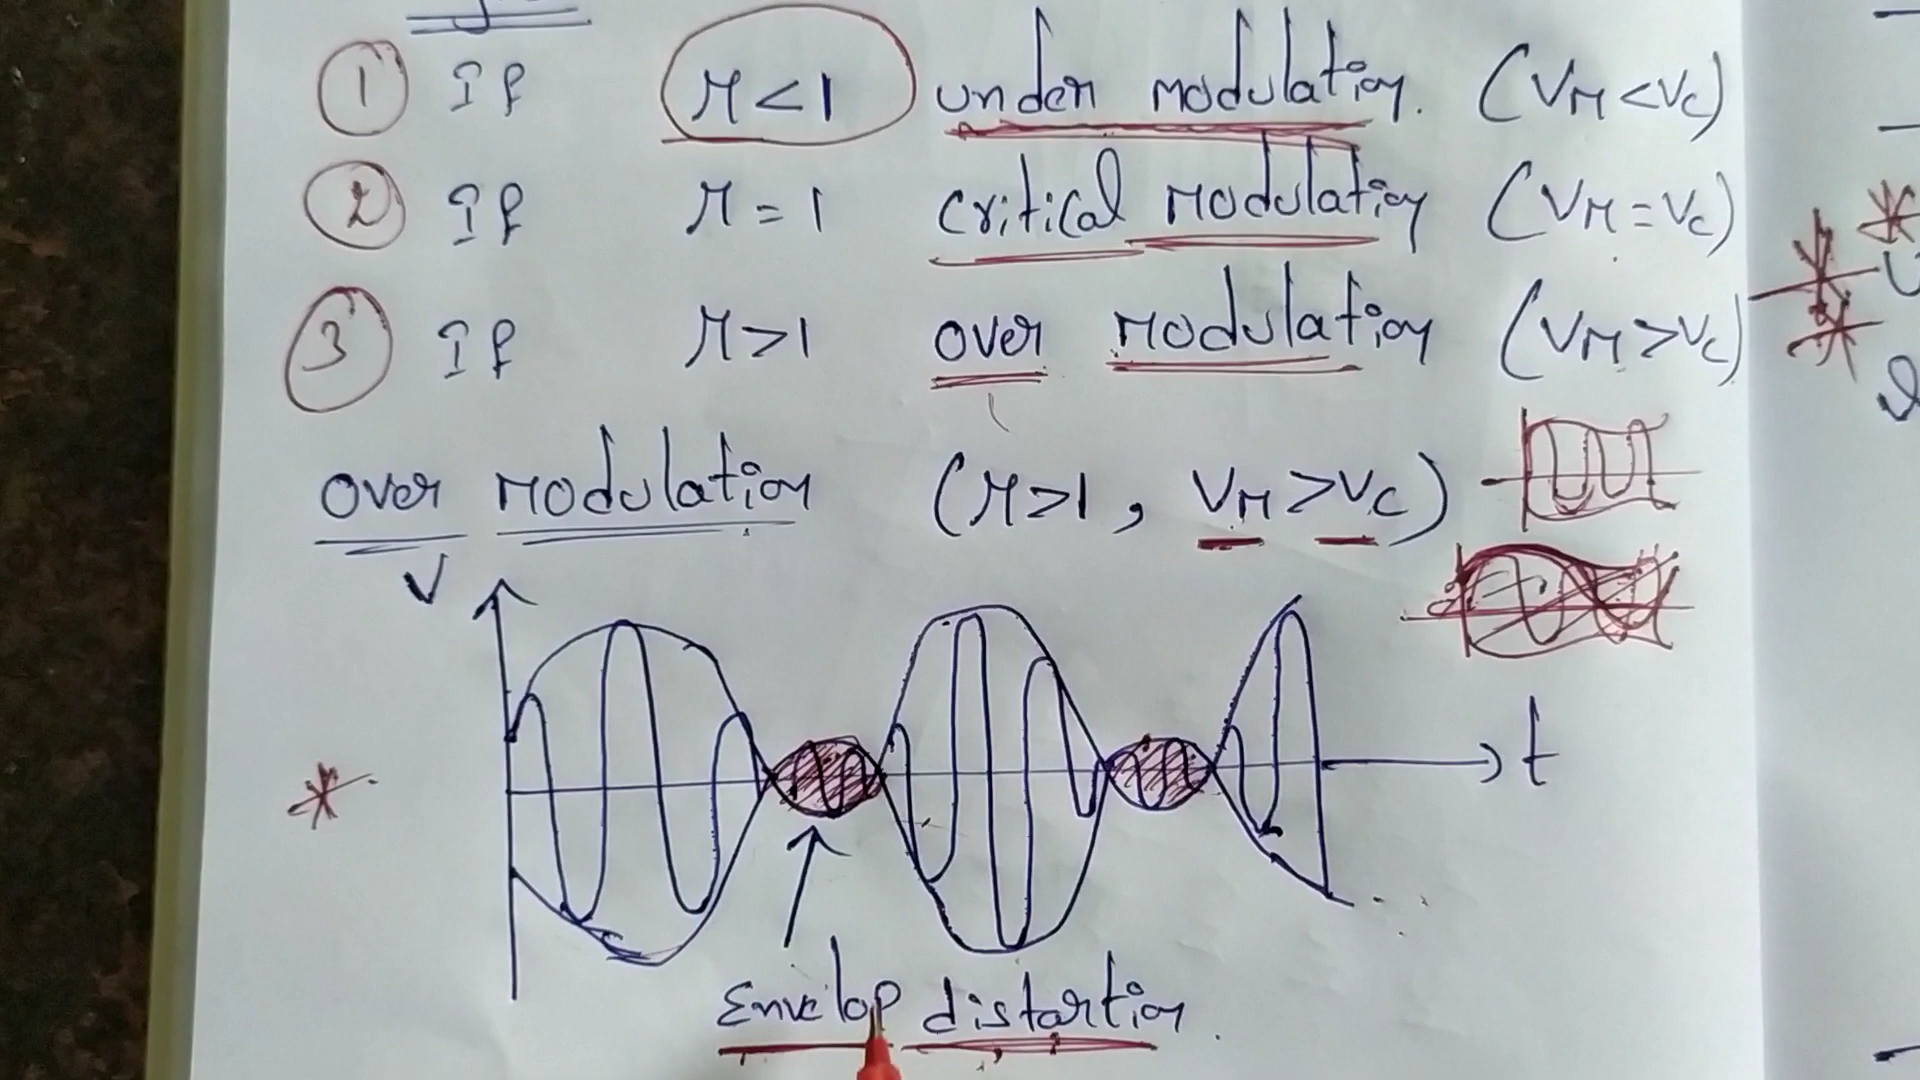 ① If μ<1 under modulation. (VM<VC)
② If μ=1 critical Modulation (VM=VC)
③ If μ>1 over Modulation (VM>VC)
over Modulation (μ>1, VM>VC)
V
t
Envelop distortion.